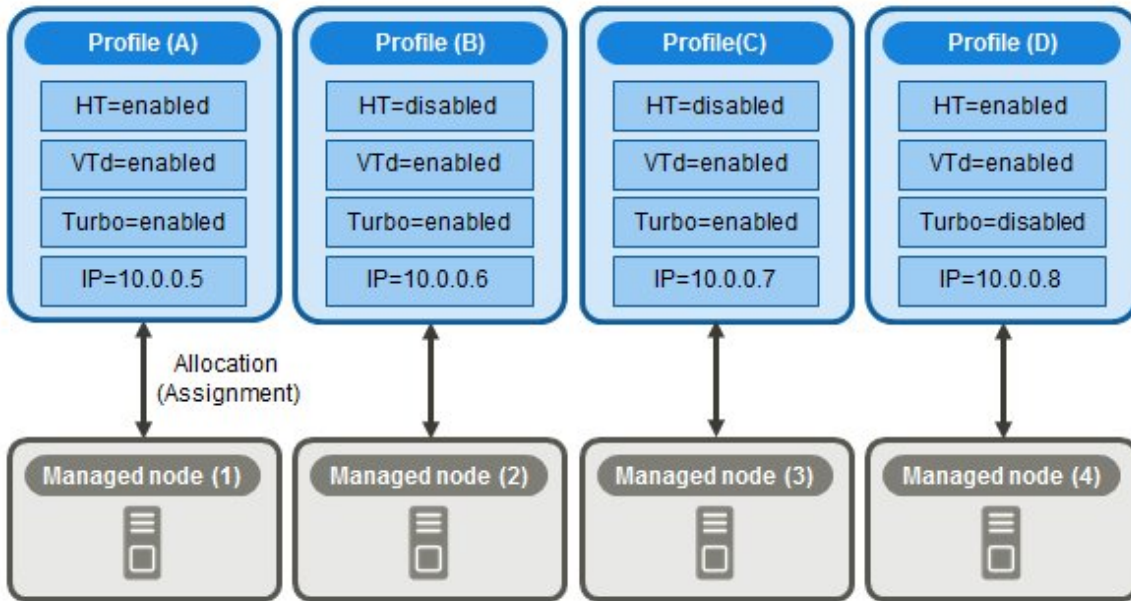 Profile (A)
HT=enabled
VTd=enabled
Turbo=enabled
IP=10.0.0.5
Profile (B)
HT=disabled
VTd=enabled
Turbo=enabled
IP=10.0.0.6
Profile(C)
HT=disabled
VTd=enabled
Turbo=enabled
IP=10.0.0.7
Profile (D)
HT=enabled
VTd=enabled
Turbo=disabled
IP=10.0.0.8
Allocation
(Assignment)
Managed node (1)
Managed node (2)
Managed node (3)
Managed node (4)